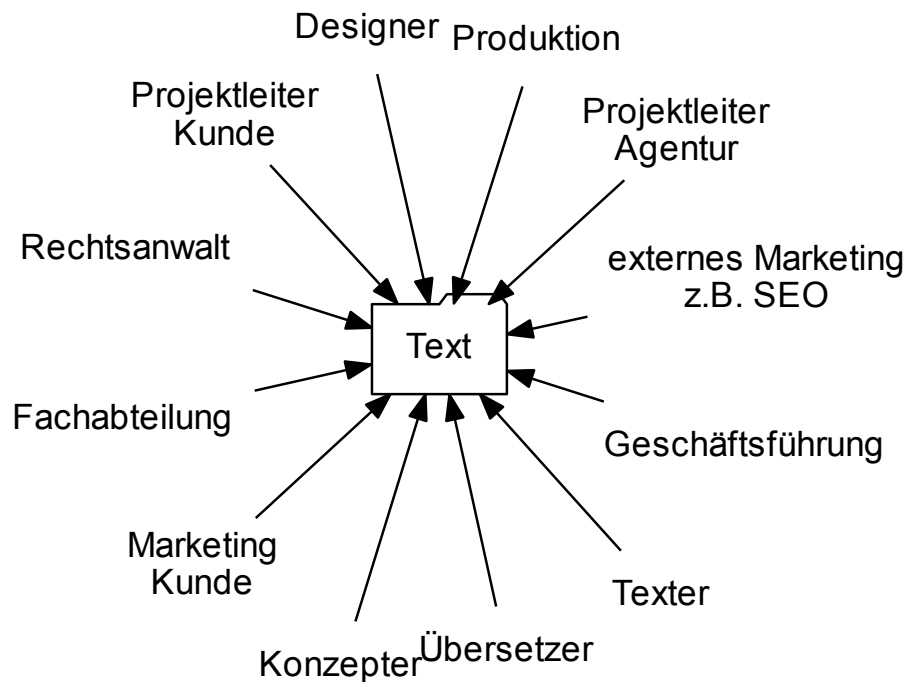 Designer
Produktion
Projektleiter
Kunde
Projektleiter
Agentur
Rechtsanwalt
externes Marketing
z.B. SEO
Text
Fachabteilung
Geschäftsführung
Marketing
Kunde
Texter
Konzepter
Übersetzer